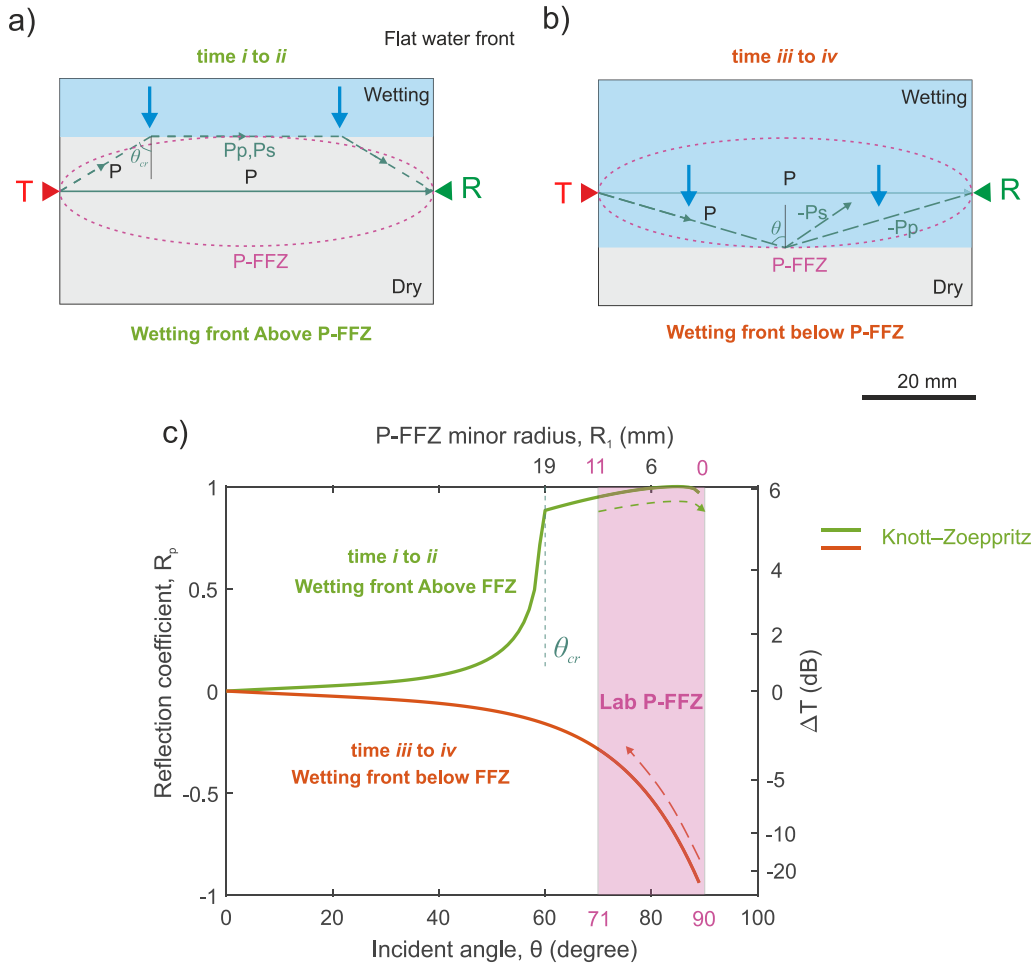 a)
Flat water front
b)
time i to ii
time iii to iv
Wetting
Wetting
θcr
Pp,Ps
P
P
T
R
P-FFZ
Dry
P
T
R
P
θ
-Ps
-Pp
P-FFZ
Dry
Wetting front Above P-FFZ
Wetting front below P-FFZ
20 mm
c)
P-FFZ minor radius, R₁ (mm)
19 11 6 0
1
0.5
0
-0.5
-1
Reflection coefficient, Rp
6
4
2
0
-5
-10
-20
ΔT (dB)
Knott–Zoeppritz
time i to ii
Wetting front Above FFZ
θcr
Lab P-FFZ
time iii to iv
Wetting front below FFZ
0 20 40 60 71 80 90 100
Incident angle, θ (degree)